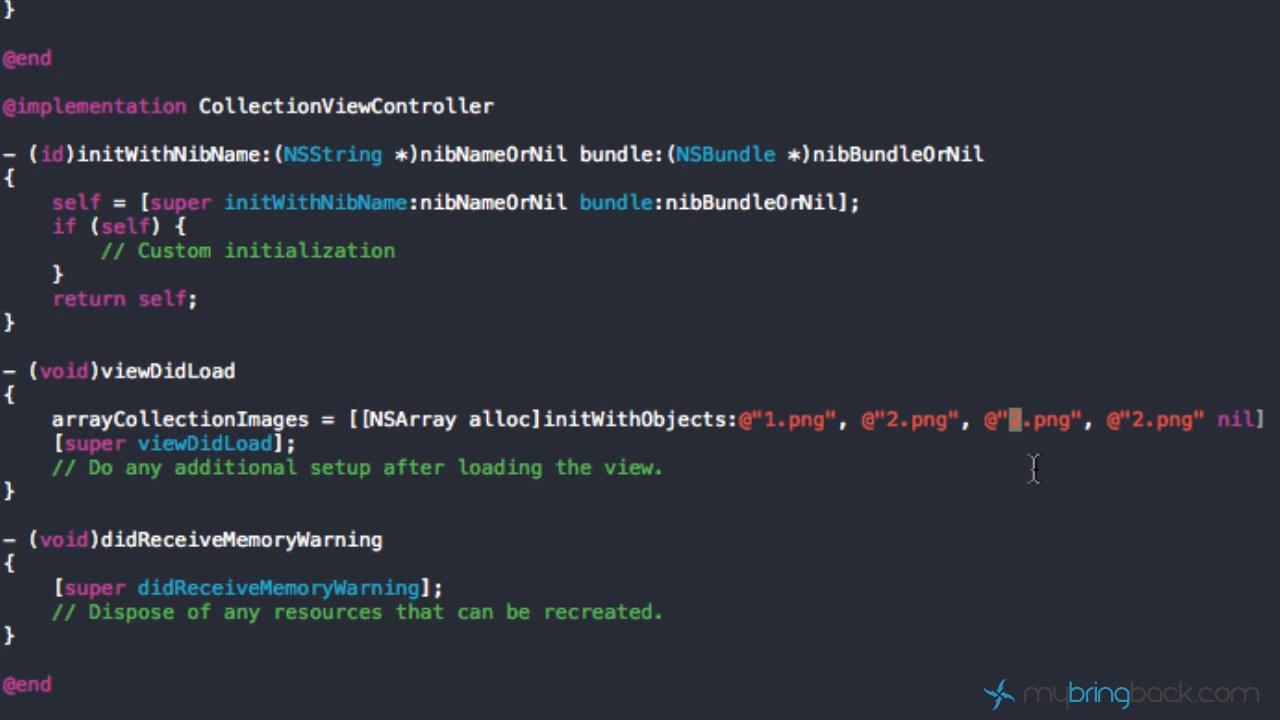 }
@end
@implementation CollectionViewController
- (id)initWithNibName:(NSString *)nibNameOrNil bundle:(NSBundle *)nibBundleOrNil
{
    self = [super initWithNibName:nibNameOrNil bundle:nibBundleOrNil];
    if (self) {
        // Custom initialization
    }
    return self;
}
- (void)viewDidLoad
{
    arrayCollectionImages = [[NSArray alloc]initWithObjects:@"1.png", @"2.png", @"2.png", @"2.png" nil]
    [super viewDidLoad];
    // Do any additional setup after loading the view.
}
- (void)didReceiveMemoryWarning
{
    [super didReceiveMemoryWarning];
    // Dispose of any resources that can be recreated.
}
@end
mybringback.com